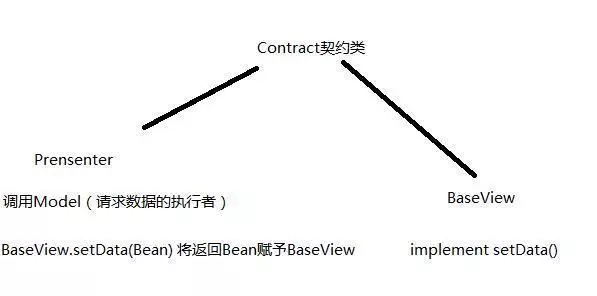 Contract契约类
Prensenter
调用Model（请求数据的执行者）
BaseView
BaseView.setData(Bean) 将返回Bean赋予BaseView
implement setData()